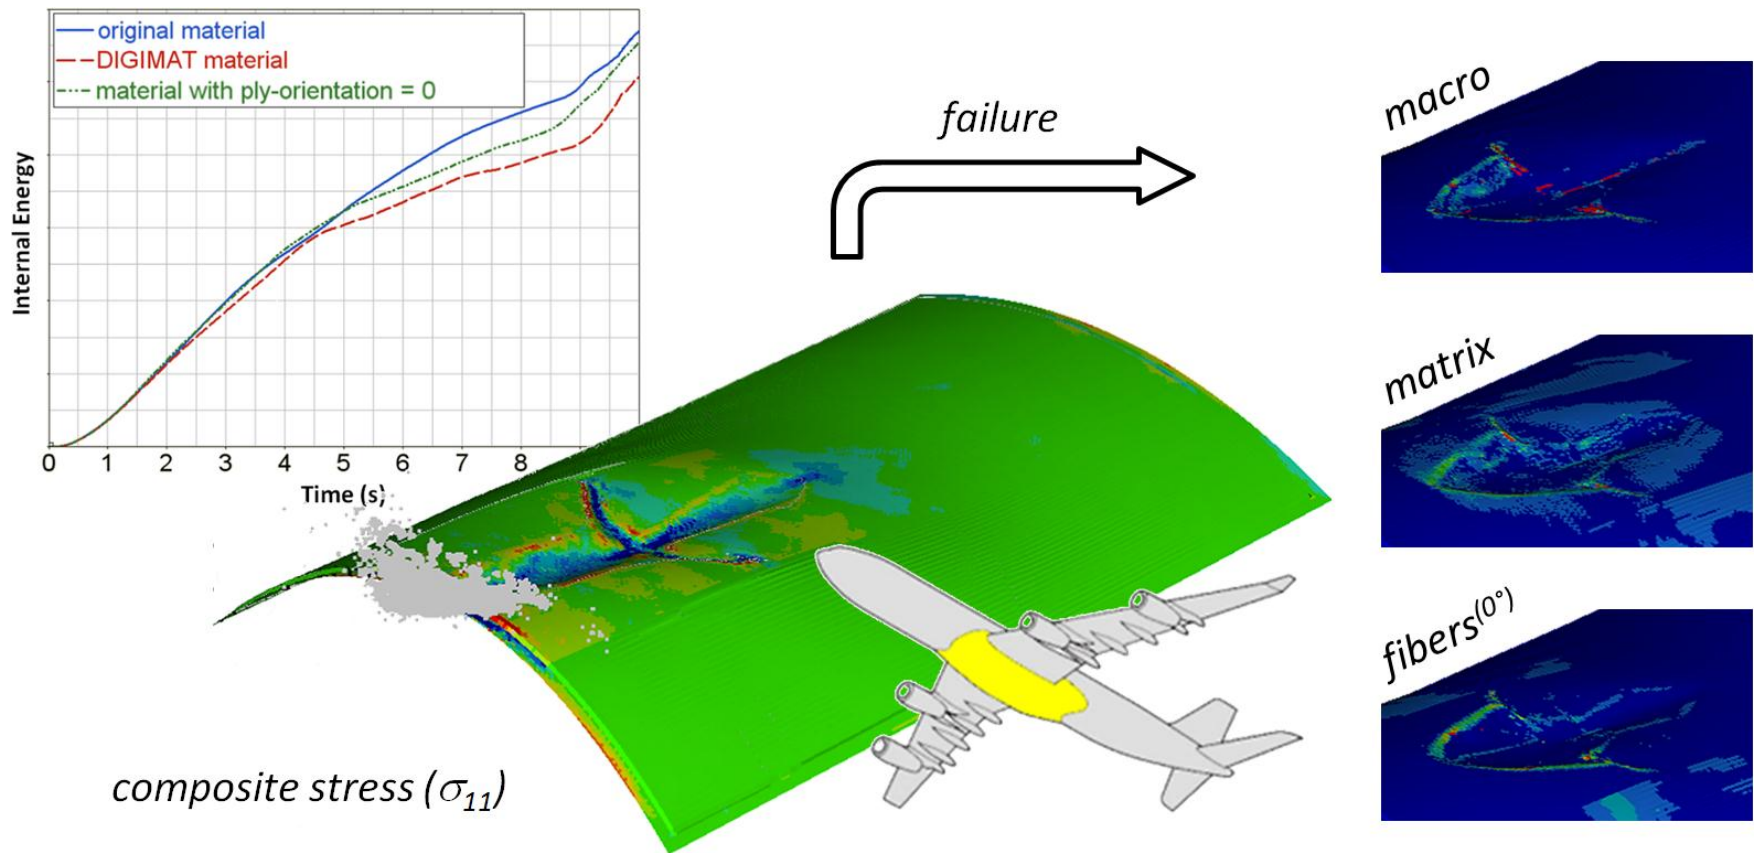 original material
DIGIMAT material
material with ply-orientation = 0
Internal Energy
0 1 2 3 4 5 6 7 8
Time (s)
failure
macro
matrix
fibers(0°)
composite stress (σ11)